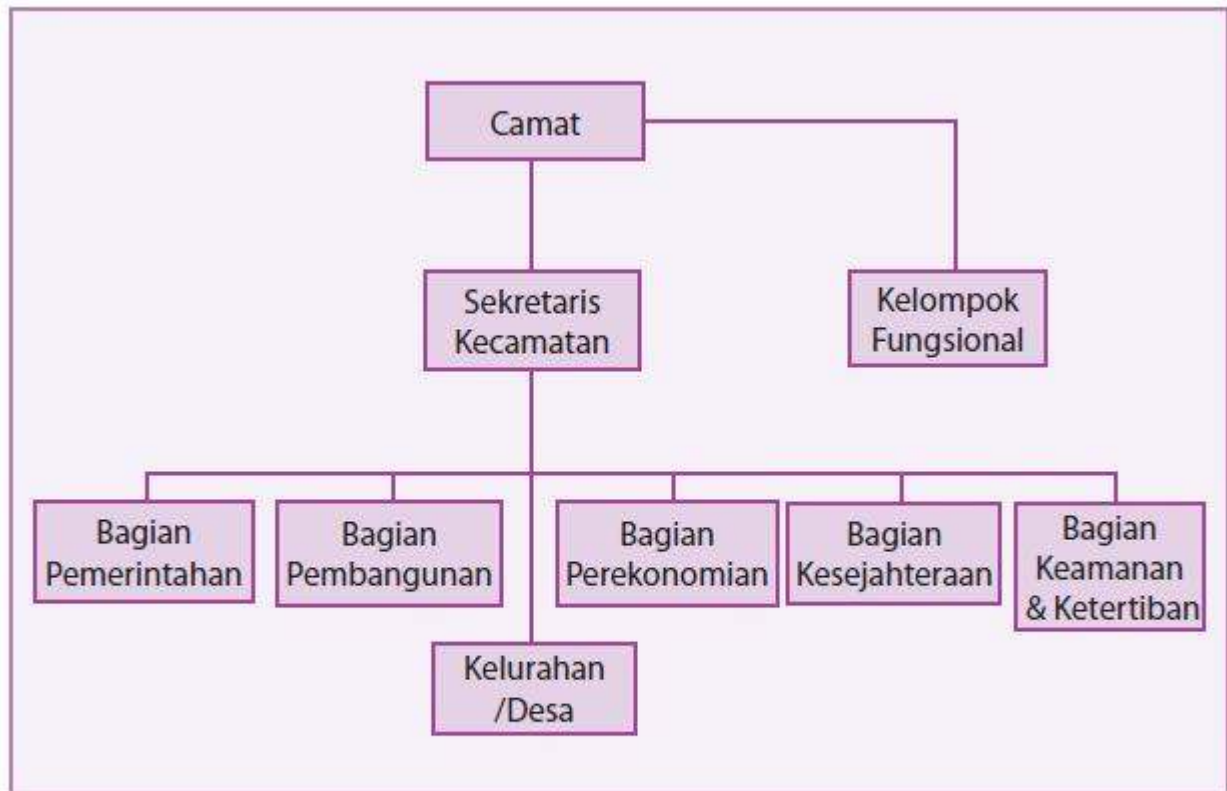 Camat
Sekretaris
Kecamatan
Kelompok
Fungsional
Bagian
Pemerintahan
Bagian
Pembangunan
Bagian
Perekonomian
Bagian
Kesejahteraan
Bagian
Keamanan
& Ketertiban
Kelurahan
/Desa